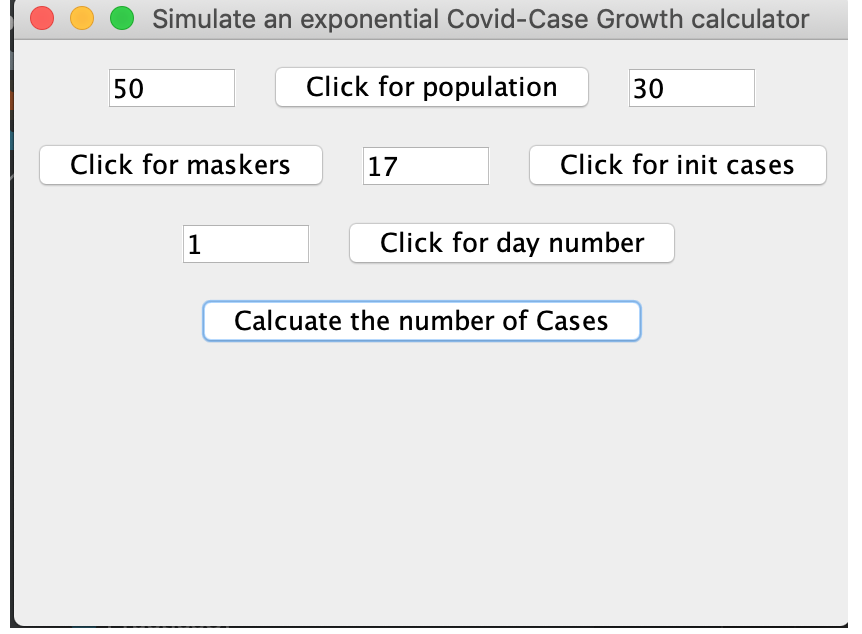 Simulate an exponential Covid-Case Growth calculator
50 Click for population 30
Click for maskers 17 Click for init cases
1 Click for day number
Calcuate the number of Cases